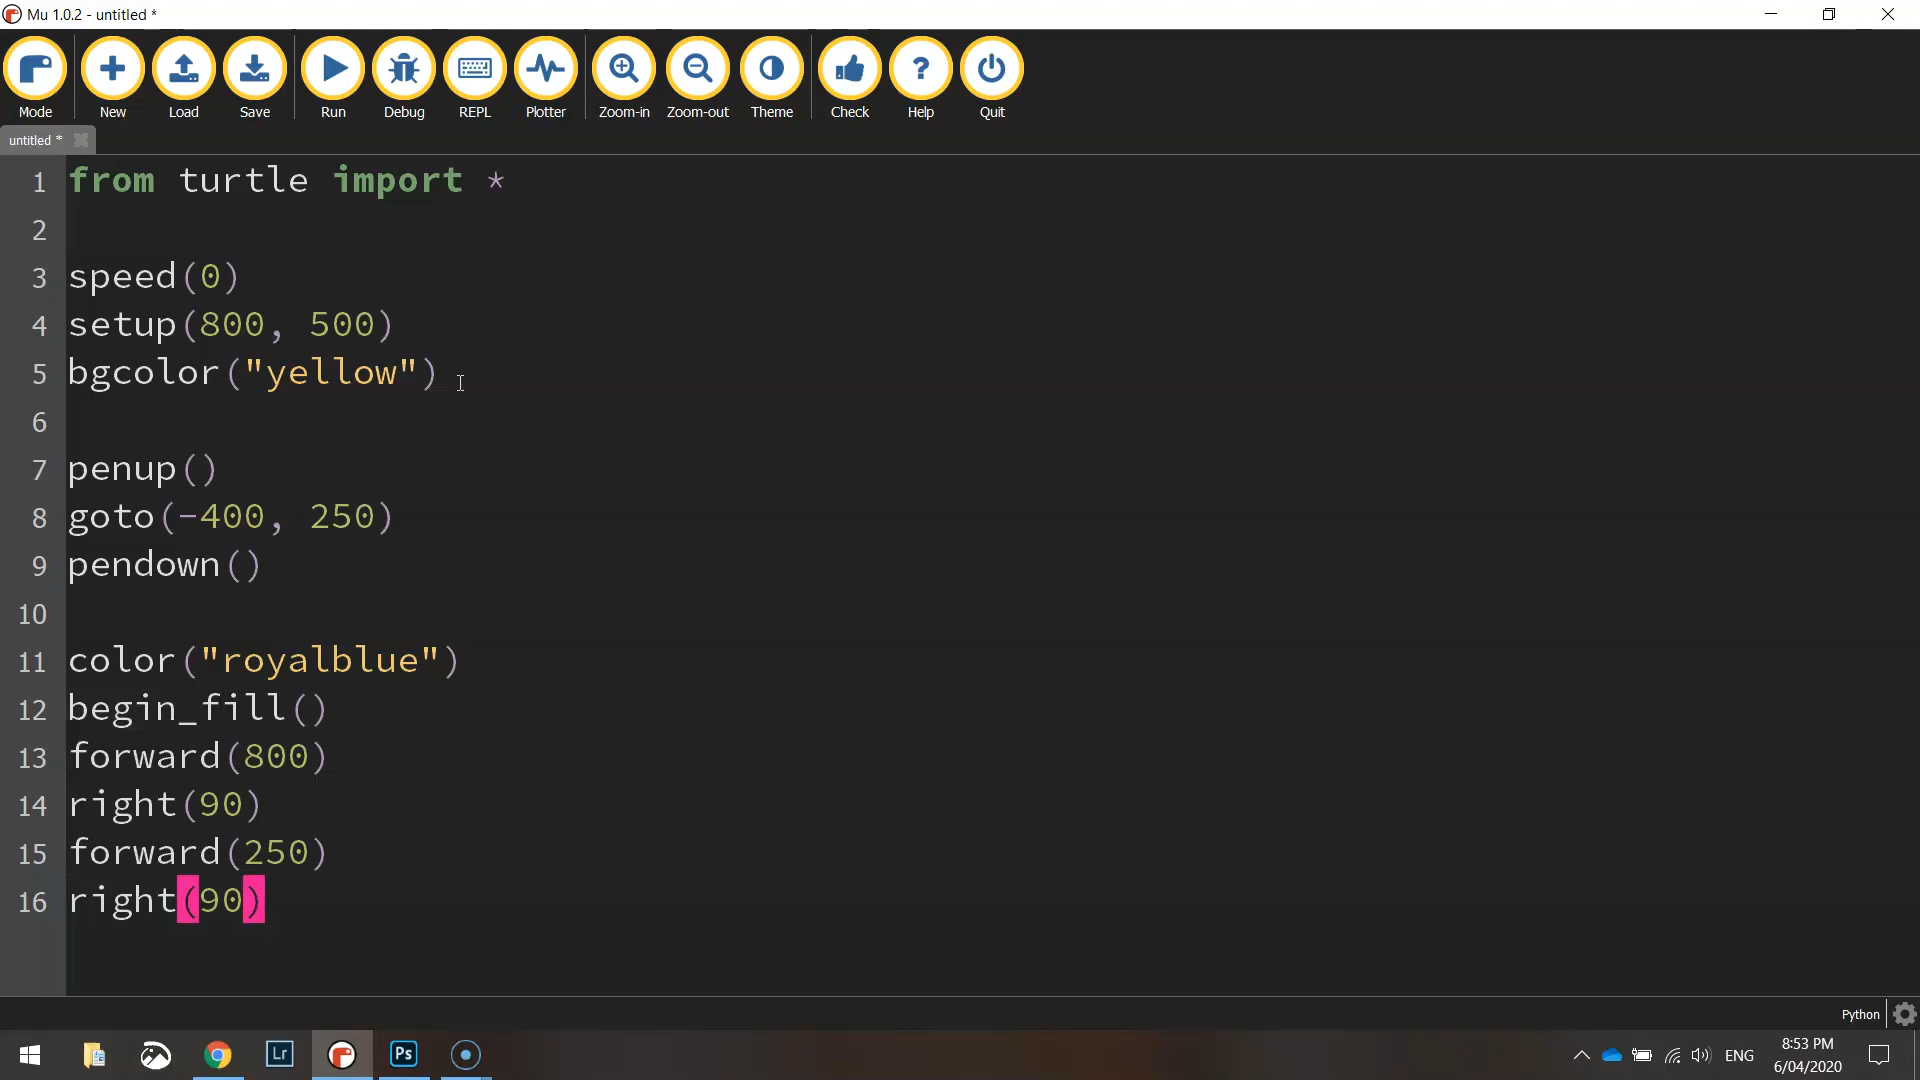 Mu 1.0.2 - untitled *
Mode New Load Save Run Debug REPL Plotter Zoom-in Zoom-out Theme Check Help Quit
untitled *
1 from turtle import *
2
3 speed(0)
4 setup(800, 500)
5 bgcolor("yellow")
6
7 penup()
8 goto(-400, 250)
9 pendown()
10
11 color("royalblue")
12 begin_fill()
13 forward(800)
14 right(90)
15 forward(250)
16 right(90)
Python
Lr Ps ENG 8:53 PM
6/04/2020